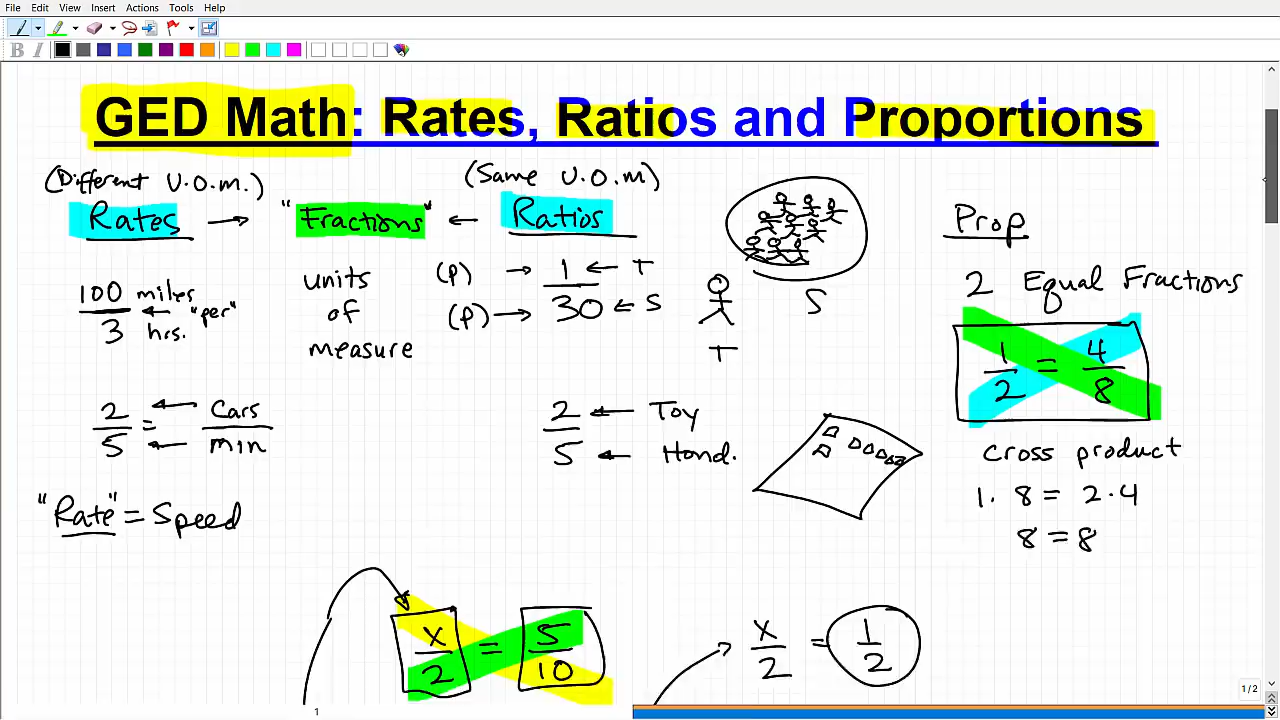 File Edit View Insert Actions Tools Help
B I
GED Math: Rates, Ratios and Proportions
(Different U.O.M.)
Rates
100 miles
"per"
3 hrs.
2 Cars
=
5 min
"Rate" = Speed
"Fractions"
units
of
measure
(Same U.O.M)
Ratios
(P) 1 T
(P) 30 S
2 Toy
5 Hond.
S
T
Prop
2 Equal Fractions
1 4
=
2 8
cross product
1. 8 = 2 · 4
8 = 8
x 5
=
2 10
x 1
=
2 2
1
1/2